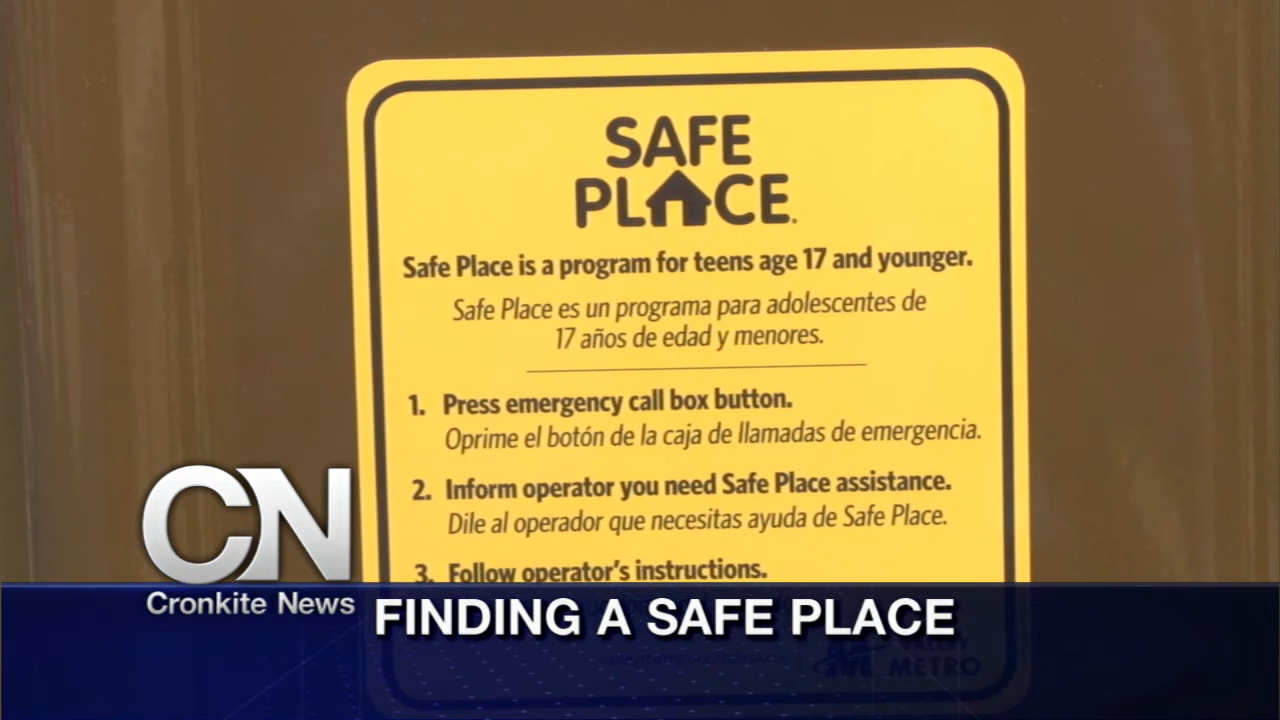 SAFE
PLACE.
Safe Place is a program for teens age 17 and younger.
Safe Place es un programa para adolescentes de
17 años de edad y menores.
1. Press emergency call box button.
Oprime el botón de la caja de llamadas de emergencia.
2. Inform operator you need Safe Place assistance.
Dile al operador que necesitas ayuda de Safe Place.
3. Follow operator's instructions.
CN
Cronkite News
FINDING A SAFE PLACE
VALLEY
METRO